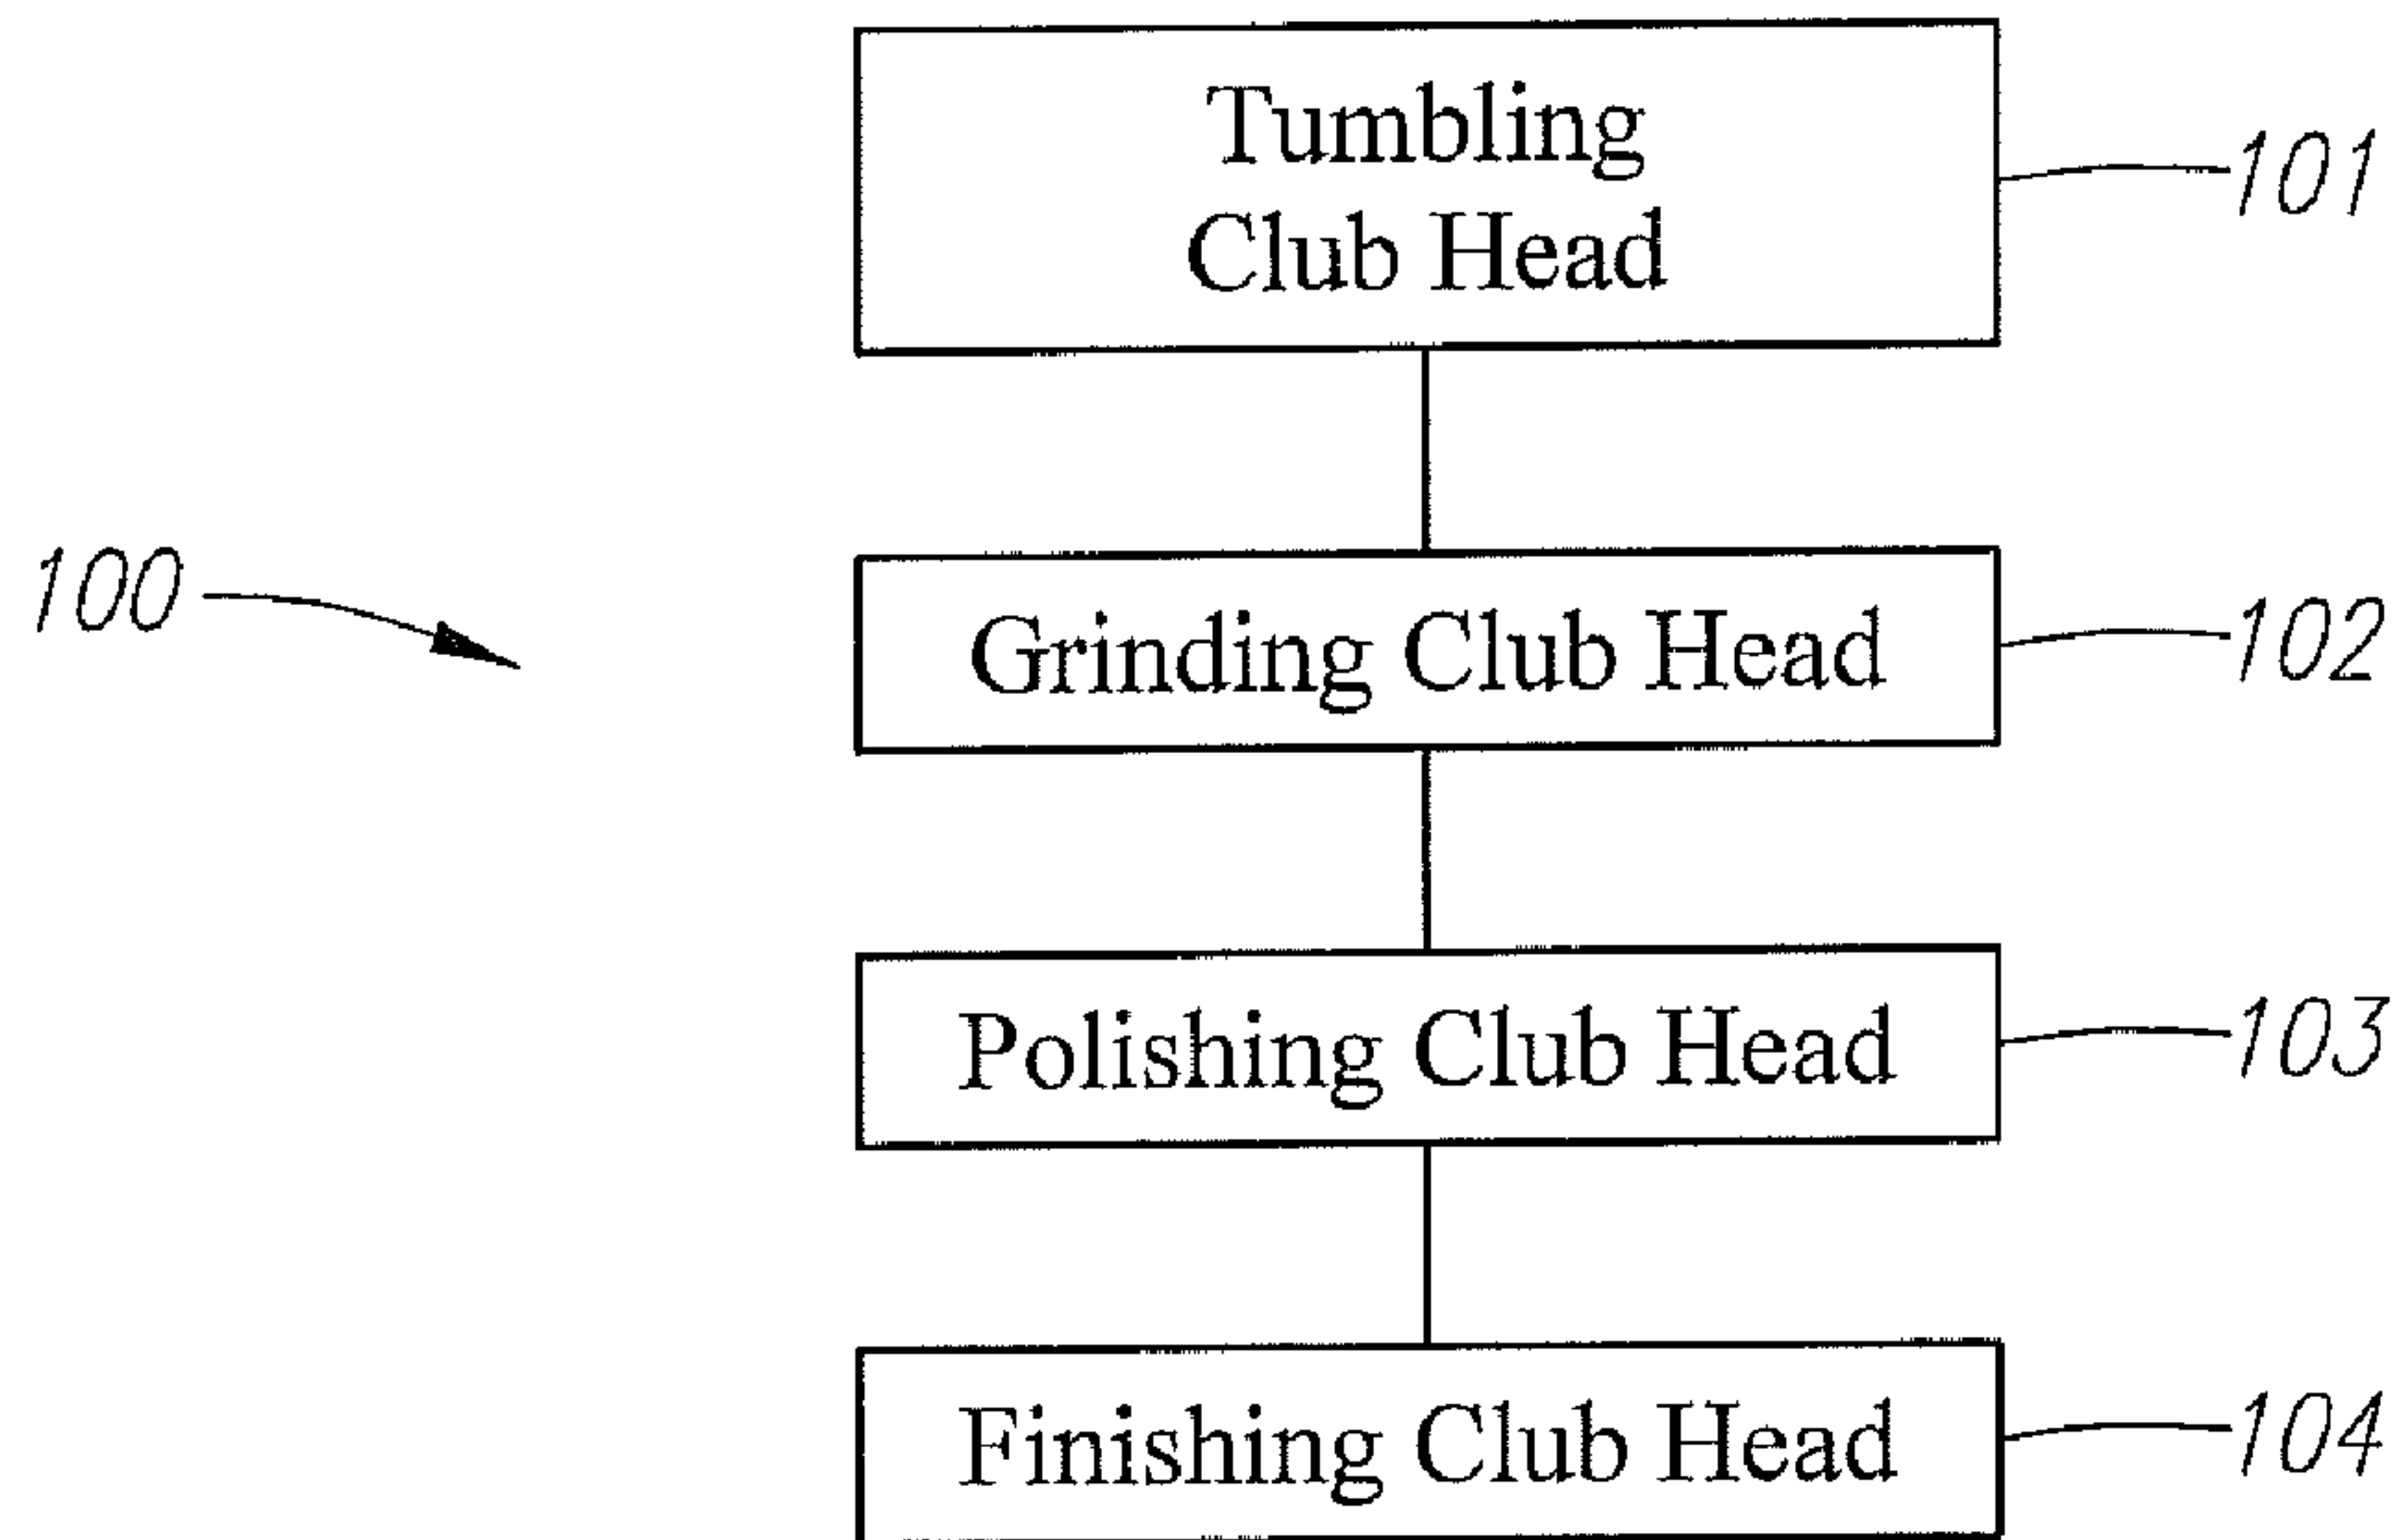 Tumbling
Club Head
101
100
Grinding Club Head
102
Polishing Club Head
103
Finishing Club Head
104